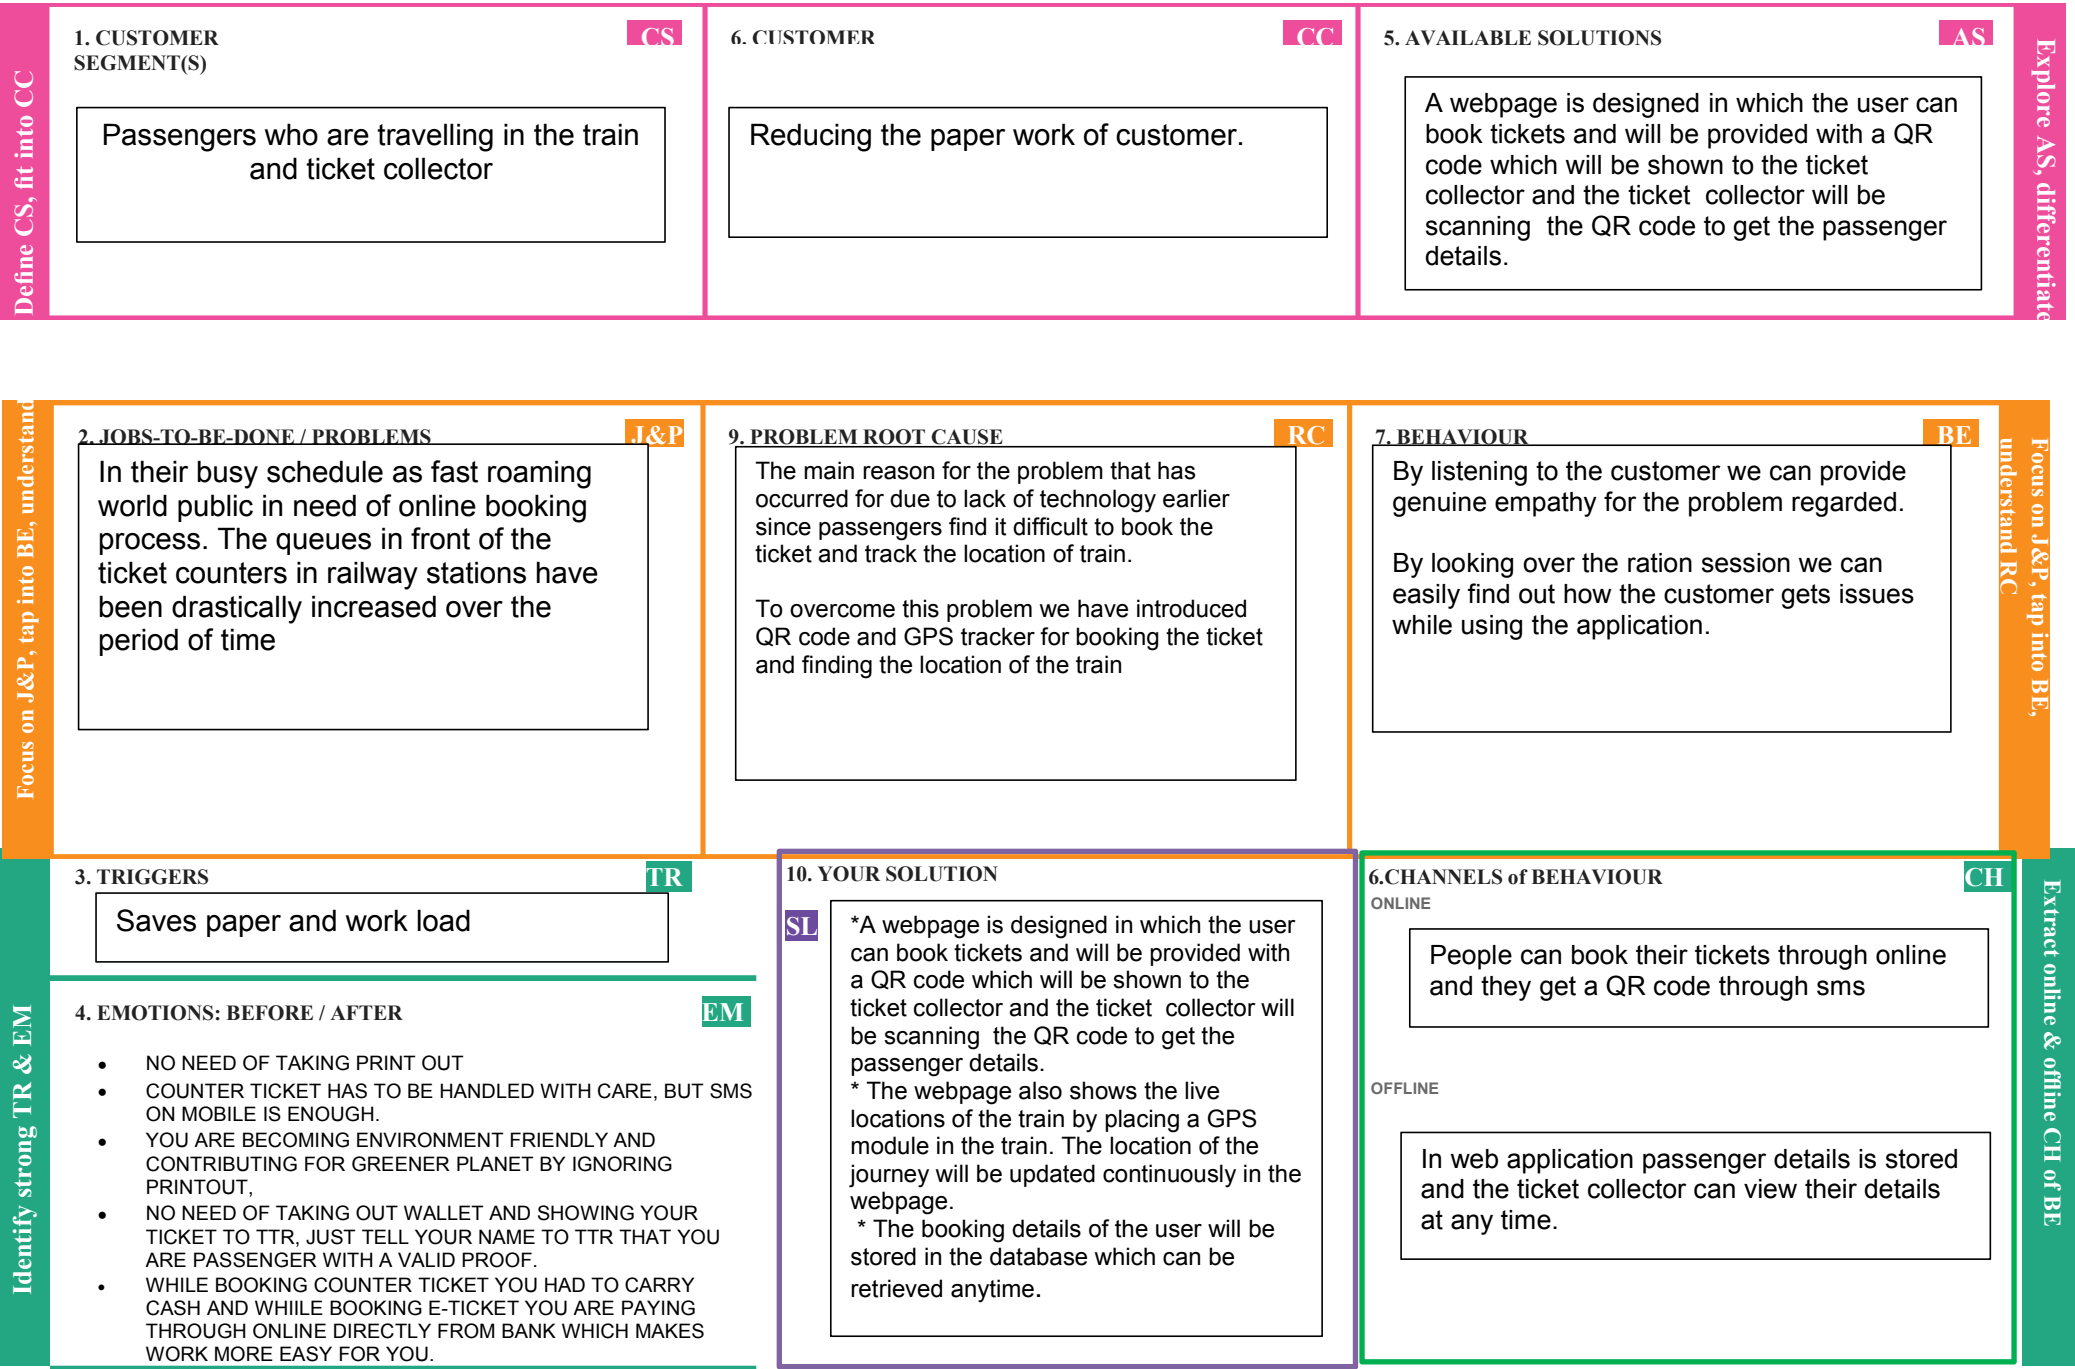 Define CS, fit into CC
1. CUSTOMER
SEGMENT(S)
CS
Passengers who are travelling in the train
and ticket collector
6. CUSTOMER
CC
Reducing the paper work of customer.
5. AVAILABLE SOLUTIONS
AS
A webpage is designed in which the user can
book tickets and will be provided with a QR
code which will be shown to the ticket
collector and the ticket  collector will be
scanning  the QR code to get the passenger
details.
Explore AS, differentiate
Focus on J&P, tap into BE, understand
2. JOBS-TO-BE-DONE / PROBLEMS
J&P
In their busy schedule as fast roaming
world public in need of online booking
process. The queues in front of the
ticket counters in railway stations have
been drastically increased over the
period of time
9. PROBLEM ROOT CAUSE
RC
The main reason for the problem that has
occurred for due to lack of technology earlier
since passengers find it difficult to book the
ticket and track the location of train.
To overcome this problem we have introduced
QR code and GPS tracker for booking the ticket
and finding the location of the train
7. BEHAVIOUR
BE
By listening to the customer we can provide
genuine empathy for the problem regarded.
By looking over the ration session we can
easily find out how the customer gets issues
while using the application.
Focus on J&P, tap into BE,
understand RC
Identify strong TR & EM
3. TRIGGERS
TR
Saves paper and work load
4. EMOTIONS: BEFORE / AFTER
EM
• NO NEED OF TAKING PRINT OUT
• COUNTER TICKET HAS TO BE HANDLED WITH CARE, BUT SMS
ON MOBILE IS ENOUGH.
• YOU ARE BECOMING ENVIRONMENT FRIENDLY AND
CONTRIBUTING FOR GREENER PLANET BY IGNORING
PRINTOUT,
• NO NEED OF TAKING OUT WALLET AND SHOWING YOUR
TICKET TO TTR, JUST TELL YOUR NAME TO TTR THAT YOU
ARE PASSENGER WITH A VALID PROOF.
• WHILE BOOKING COUNTER TICKET YOU HAD TO CARRY
CASH AND WHIILE BOOKING E-TICKET YOU ARE PAYING
THROUGH ONLINE DIRECTLY FROM BANK WHICH MAKES
WORK MORE EASY FOR YOU.
10. YOUR SOLUTION
SL
*A webpage is designed in which the user
can book tickets and will be provided with
a QR code which will be shown to the
ticket collector and the ticket  collector will
be scanning  the QR code to get the
passenger details.
* The webpage also shows the live
locations of the train by placing a GPS
module in the train. The location of the
journey will be updated continuously in the
webpage.
* The booking details of the user will be
stored in the database which can be
retrieved anytime.
6.CHANNELS of BEHAVIOUR
CH
ONLINE
People can book their tickets through online
and they get a QR code through sms
OFFLINE
In web application passenger details is stored
and the ticket collector can view their details
at any time.
Extract online & offline CH of BE